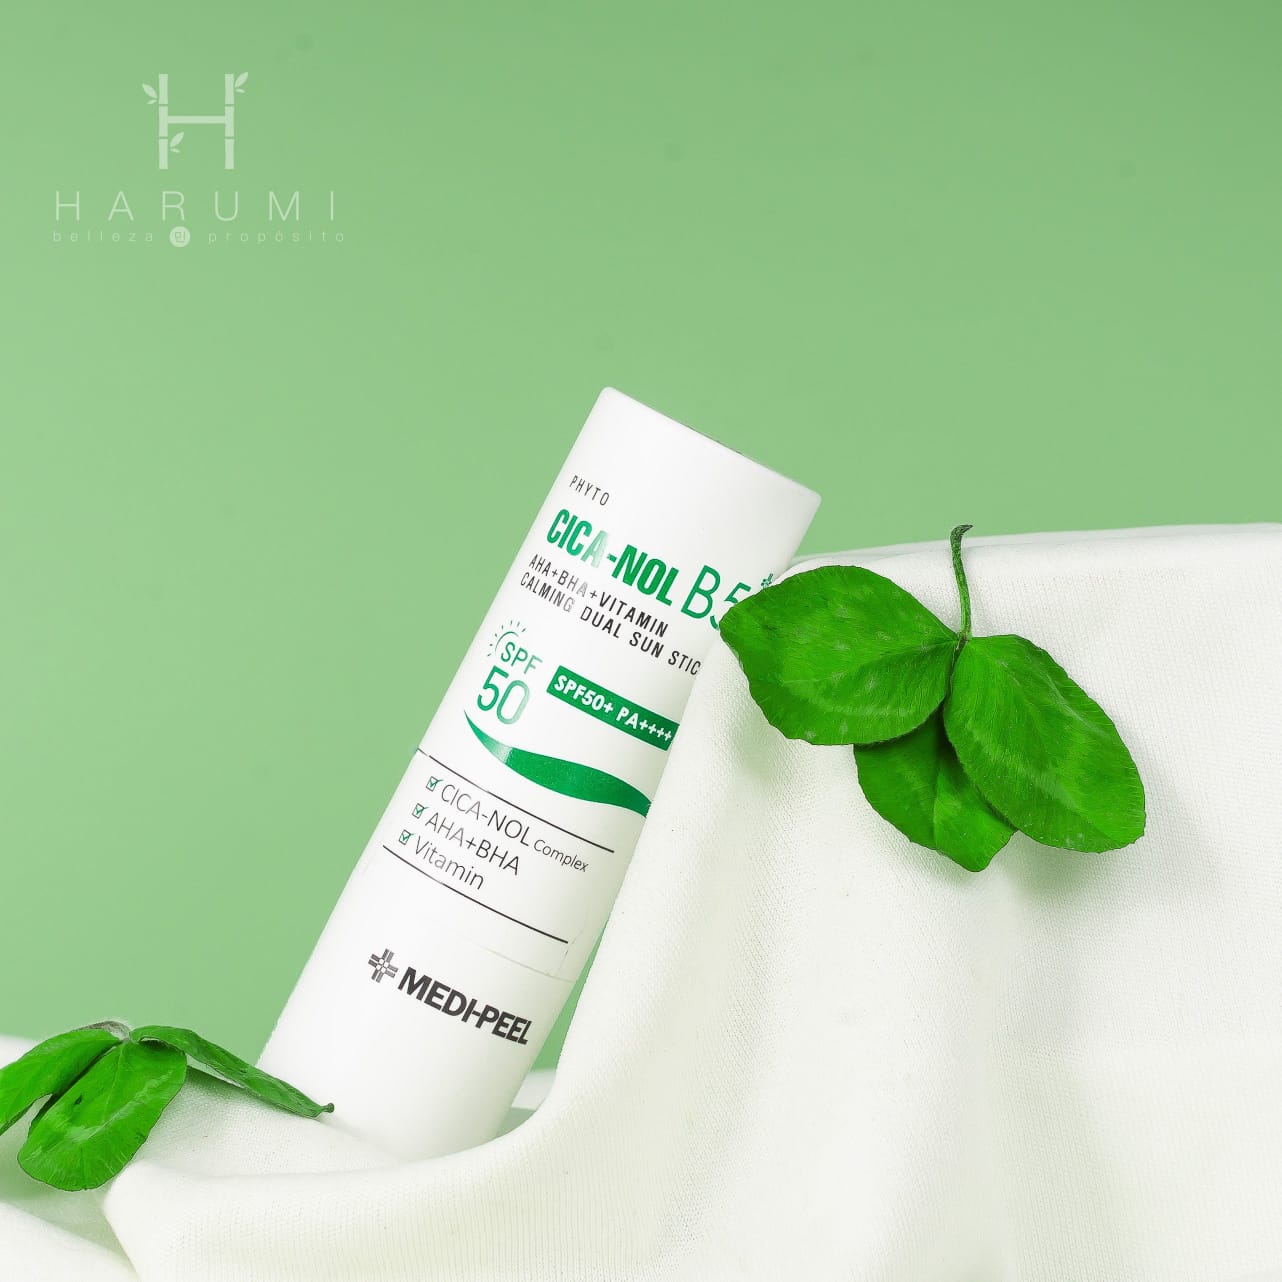 HARUMI
belleza 민 propósito
PHYTO
CICA-NOL B5
AHA+BHA+VITAMIN
CALMING DUAL SUN STIC
SPF
50
SPF50+ PA++++
CICA-NOL Complex
AHA+BHA
Vitamin
MEDI-PEEL